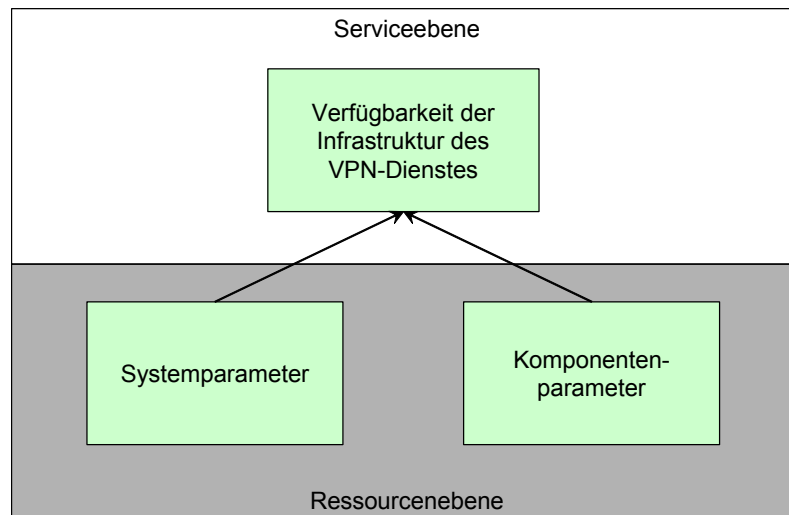 Serviceebene
Verfügbarkeit der
Infrastruktur des
VPN-Dienstes
Systemparameter
Komponenten-
parameter
Ressourcenebene